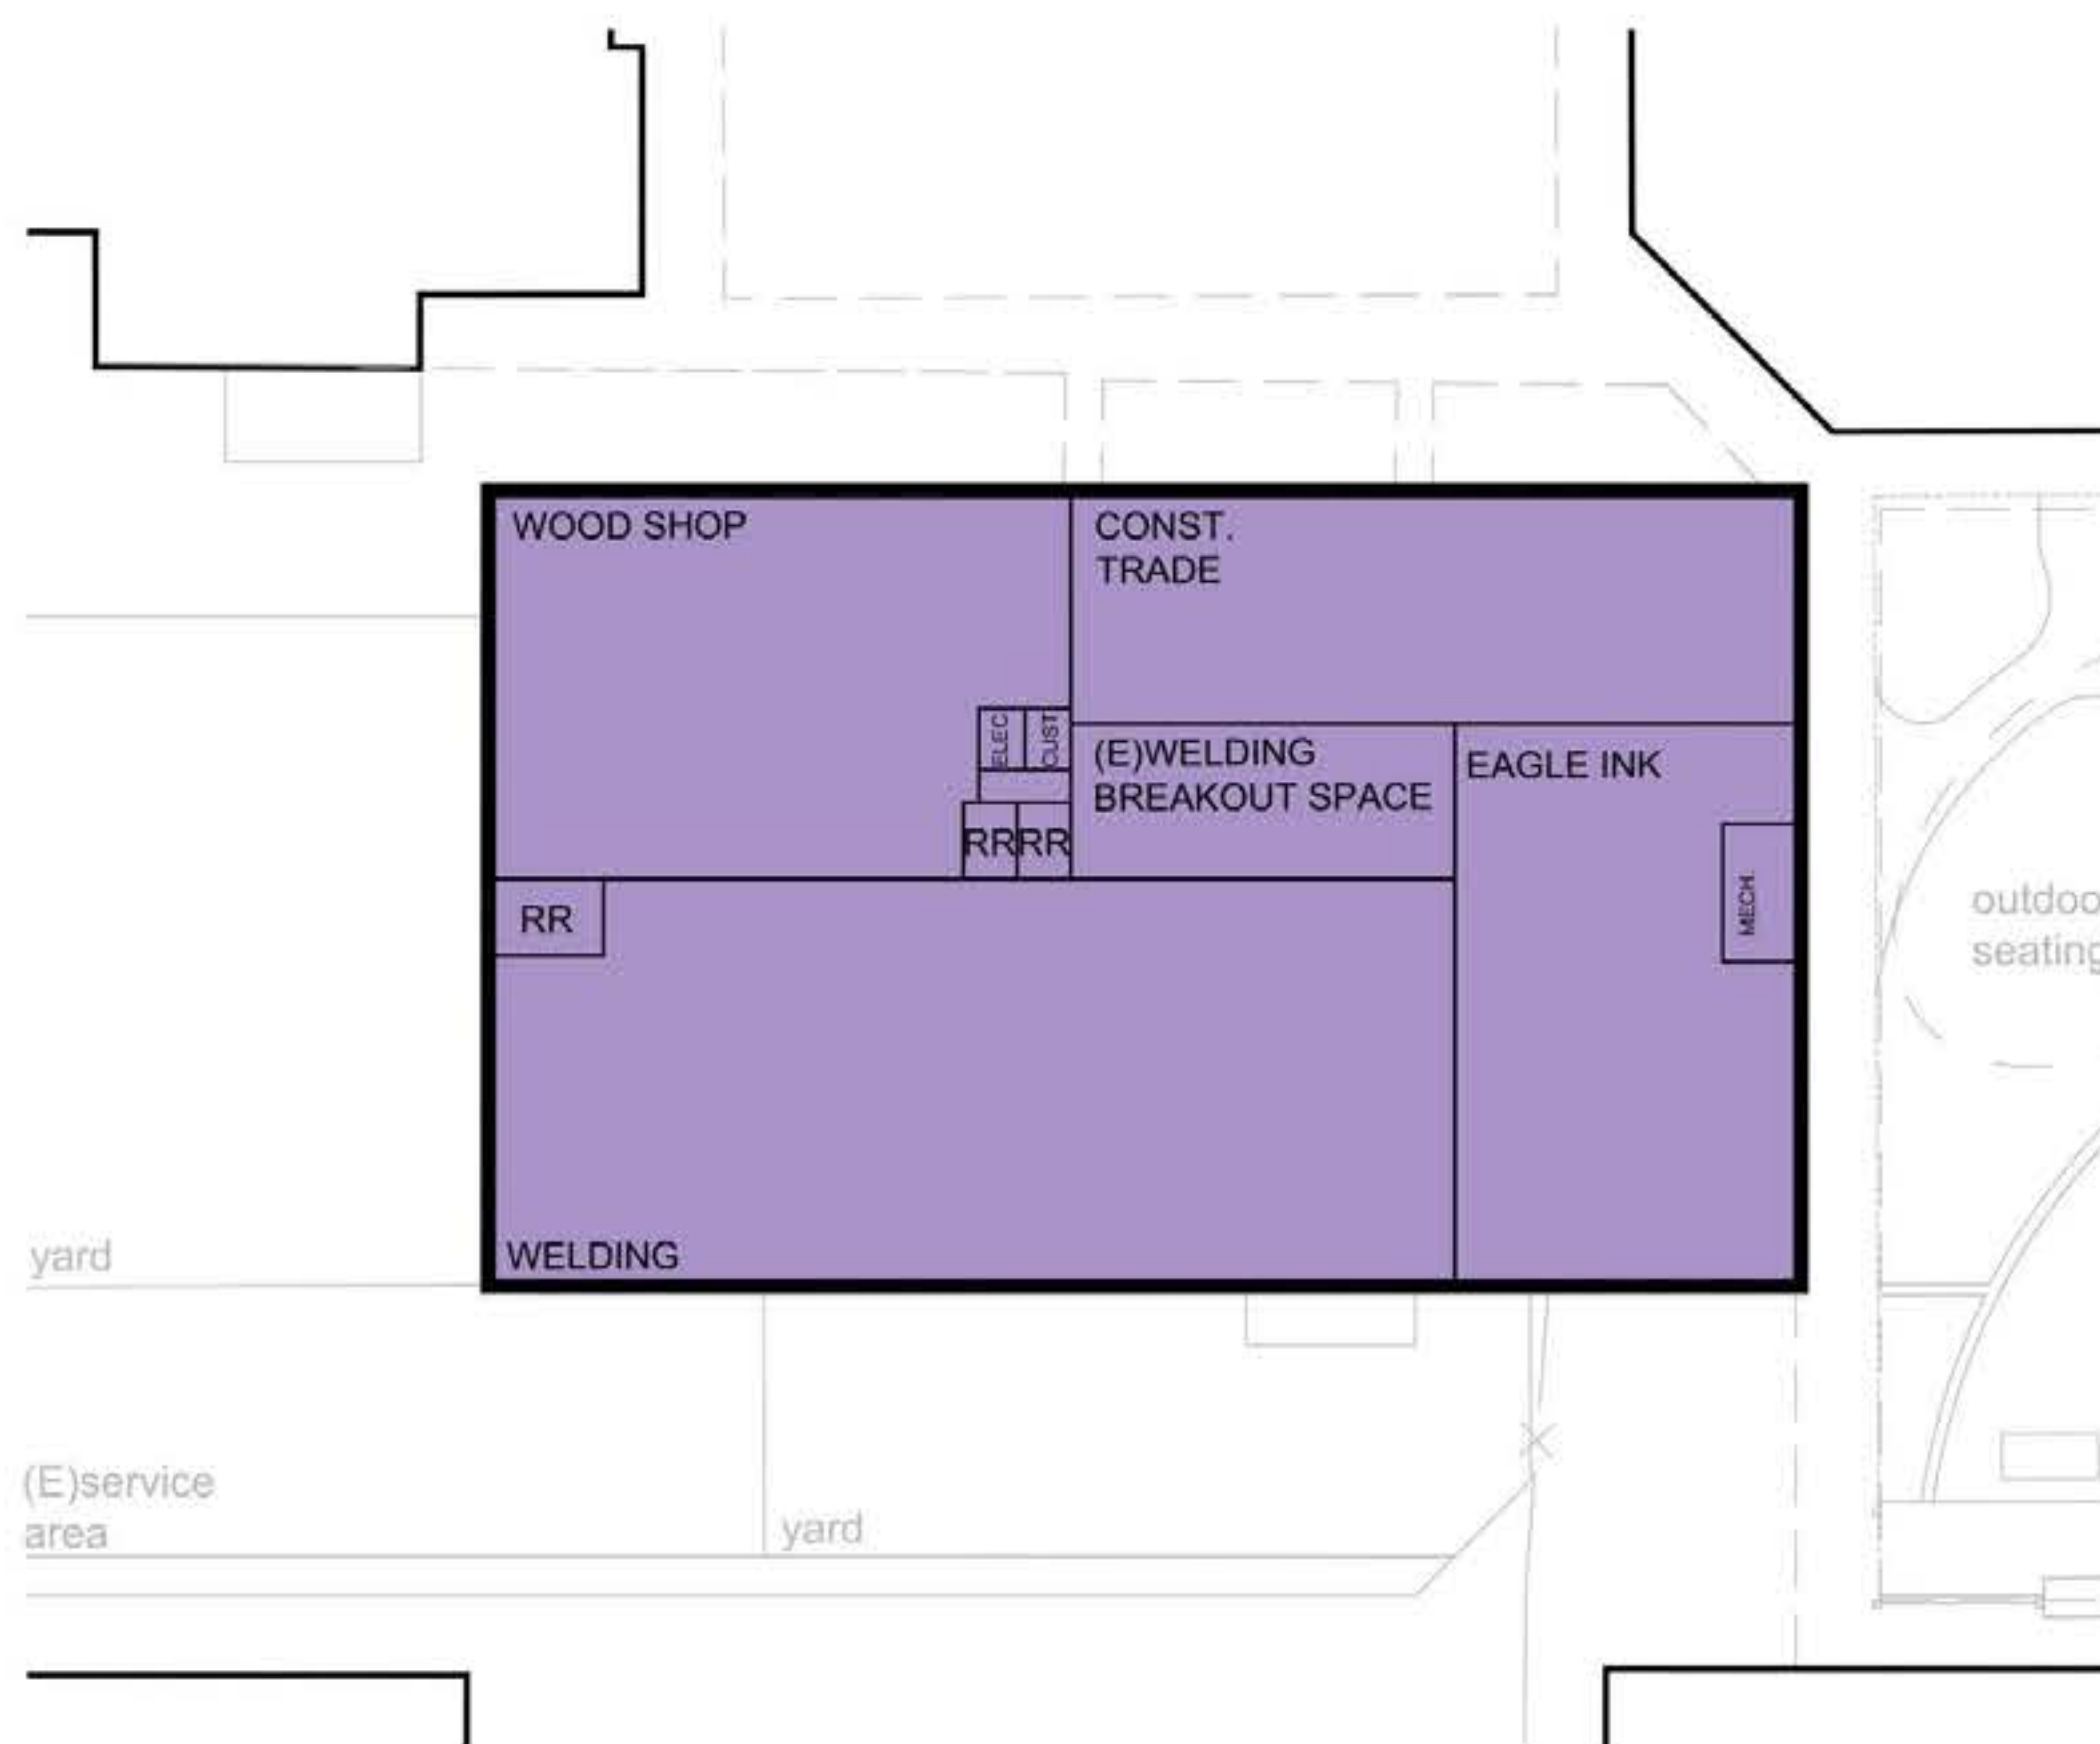 WOOD SHOP
CONST.
TRADE
ELEC
CUST
(E)WELDING
BREAKOUT SPACE
EAGLE INK
RR
RR
RR
MECH.
outdoo
seating
WELDING
yard
(E)service
area
yard